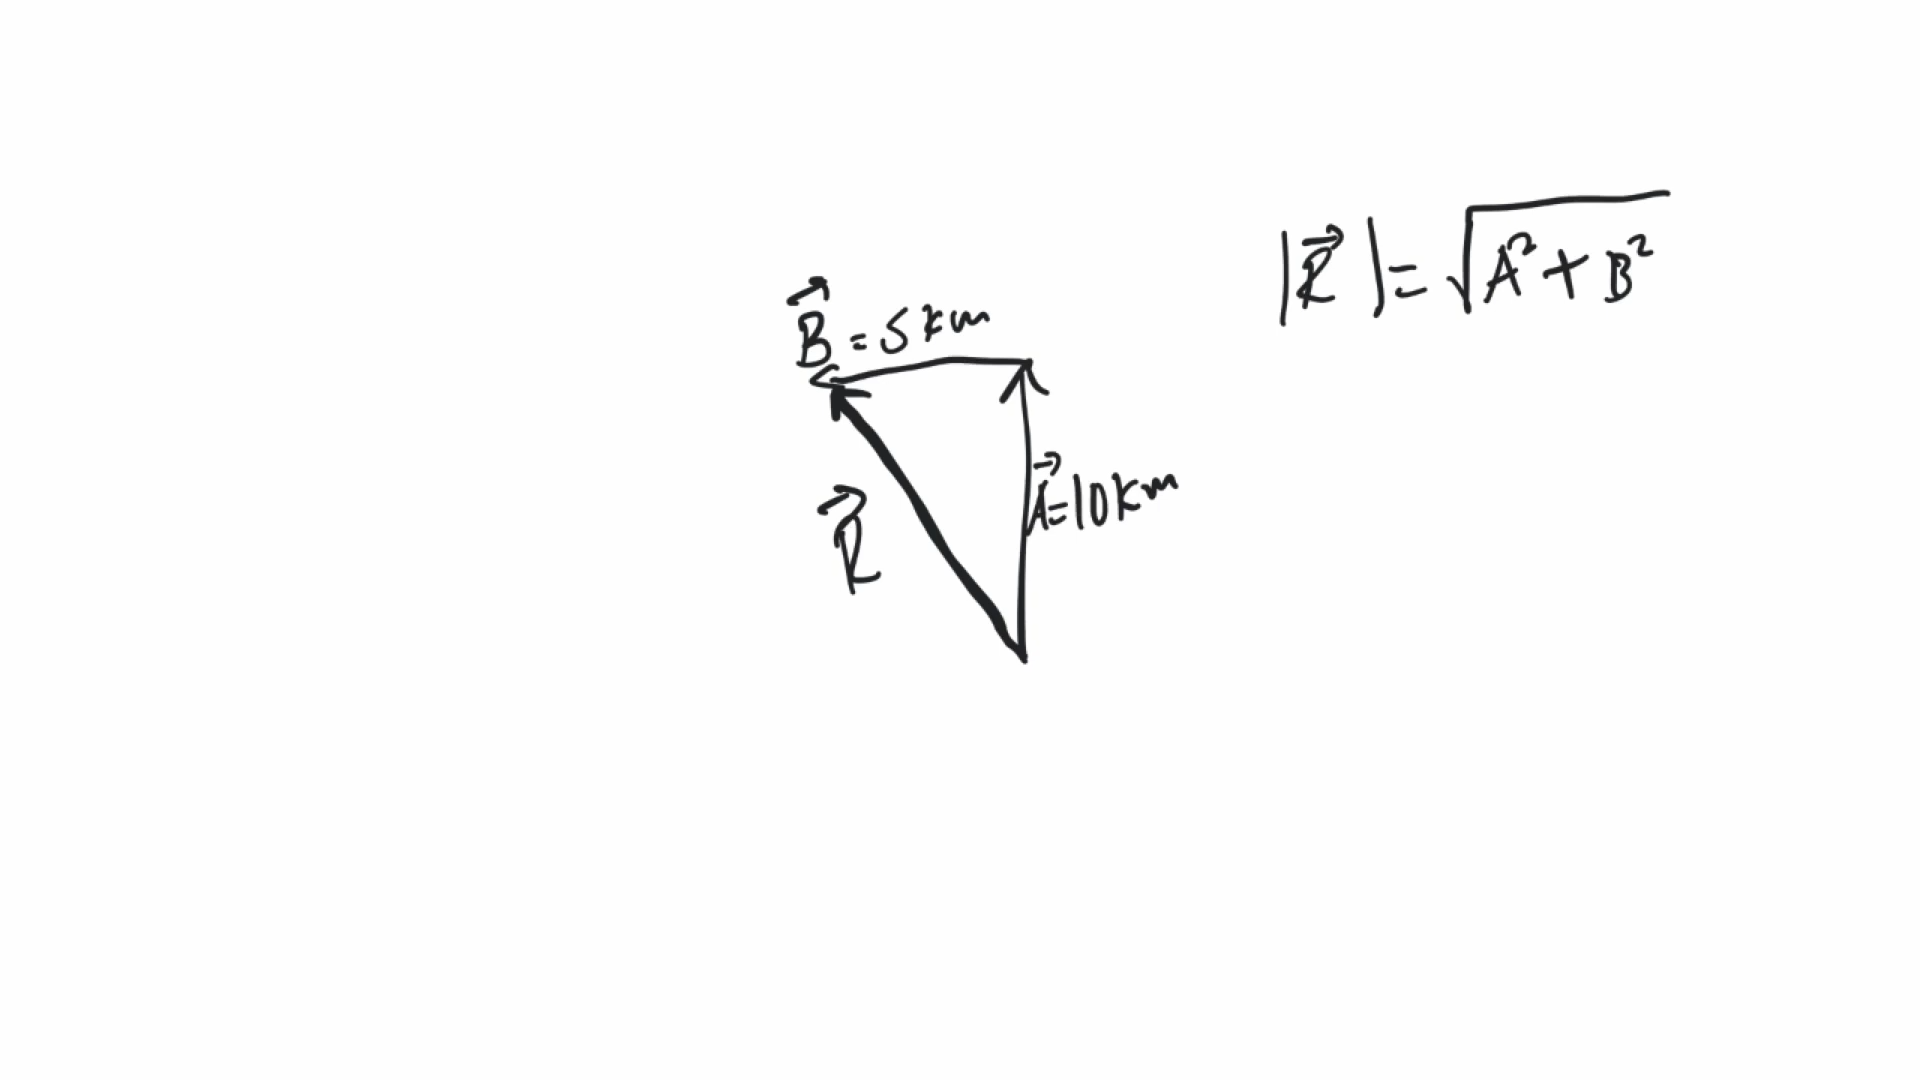 |R⃗| = √A² + B²
B⃗ = 5 km
A⃗ = 10 km
R⃗